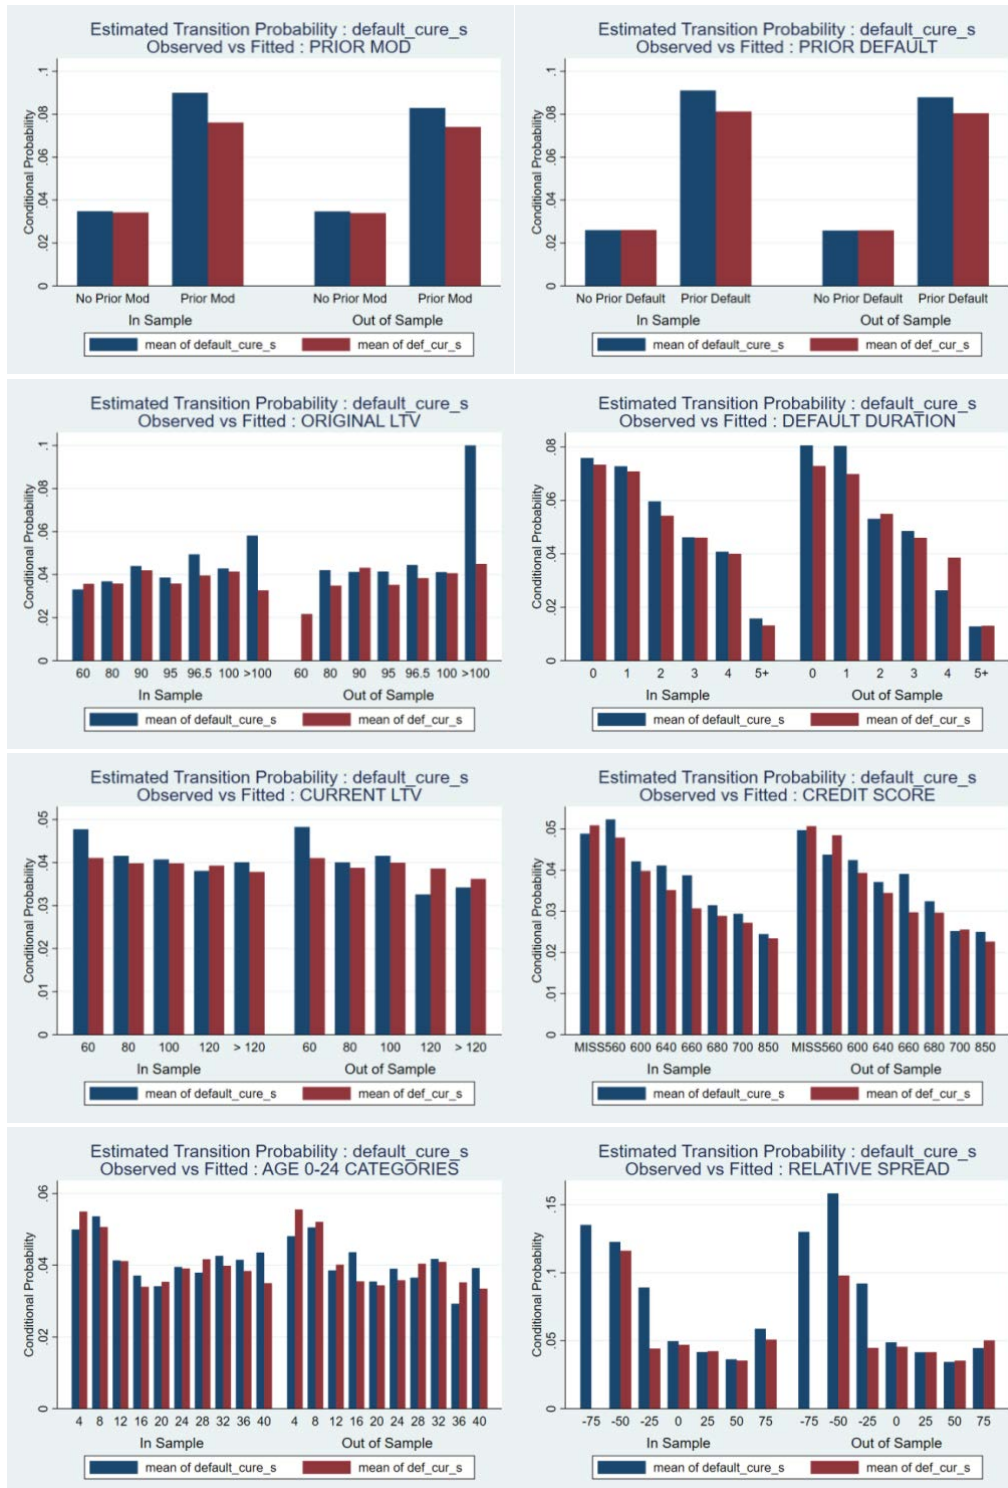 Estimated Transition Probability : default_cure_s
Observed vs Fitted : PRIOR MOD
Conditional Probability
0 .02 .04 .06 .08 .1
No Prior Mod Prior Mod No Prior Mod Prior Mod
In Sample Out of Sample
mean of default_cure_s mean of def_cur_s
Estimated Transition Probability : default_cure_s
Observed vs Fitted : PRIOR DEFAULT
Conditional Probability
0 .02 .04 .06 .08 .1
No Prior Default Prior Default No Prior Default Prior Default
In Sample Out of Sample
mean of default_cure_s mean of def_cur_s
Estimated Transition Probability : default_cure_s
Observed vs Fitted : ORIGINAL LTV
Conditional Probability
0 .02 .04 .06 .08 .1
60 80 90 95 96.5 100 >100 60 80 90 95 96.5 100 >100
In Sample Out of Sample
mean of default_cure_s mean of def_cur_s
Estimated Transition Probability : default_cure_s
Observed vs Fitted : DEFAULT DURATION
Conditional Probability
0 .02 .04 .06 .08
0 1 2 3 4 5+ 0 1 2 3 4 5+
In Sample Out of Sample
mean of default_cure_s mean of def_cur_s
Estimated Transition Probability : default_cure_s
Observed vs Fitted : CURRENT LTV
Conditional Probability
0 .01 .02 .03 .04 .05
60 80 100 120 > 120 60 80 100 120 > 120
In Sample Out of Sample
mean of default_cure_s mean of def_cur_s
Estimated Transition Probability : default_cure_s
Observed vs Fitted : CREDIT SCORE
Conditional Probability
0 .01 .02 .03 .04 .05
MISS560 600 640 660 680 700 850 MISS560 600 640 660 680 700 850
In Sample Out of Sample
mean of default_cure_s mean of def_cur_s
Estimated Transition Probability : default_cure_s
Observed vs Fitted : AGE 0-24 CATEGORIES
Conditional Probability
0 .02 .04 .06
4 8 12 16 20 24 28 32 36 40 4 8 12 16 20 24 28 32 36 40
In Sample Out of Sample
mean of default_cure_s mean of def_cur_s
Estimated Transition Probability : default_cure_s
Observed vs Fitted : RELATIVE SPREAD
Conditional Probability
0 .05 .1 .15
-75 -50 -25 0 25 50 75 -75 -50 -25 0 25 50 75
In Sample Out of Sample
mean of default_cure_s mean of def_cur_s